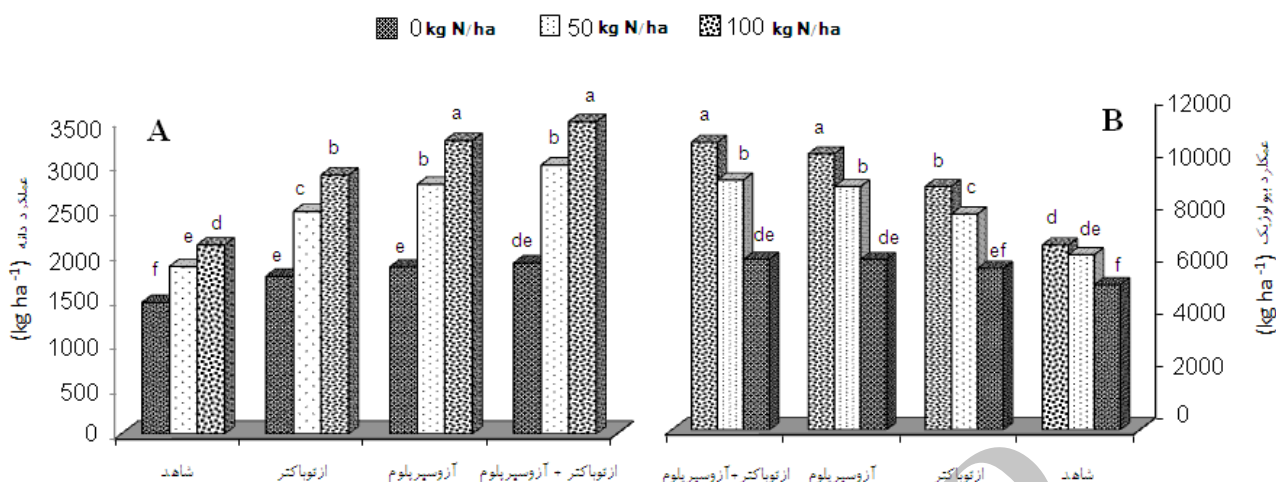 0 kg N/ha 50 kg N/ha 100 kg N/ha
A
عملکرد دانه (kg ha -1)
3500
3000
2500
2000
1500
1000
500
0
f e d
e c b
e b a
de b a
شاهد ازتوباکتر آزوسپریلوم ازتوباکتر + آزوسپریلوم
B
عمکلرد بیولوژیک (kg ha -1)
12000
10000
8000
6000
4000
2000
0
a b de
a b de
b c ef
d de f
ازتوباکتر+آزوسپریلوم آزوسپریلوم ازتوباکتر شاهد